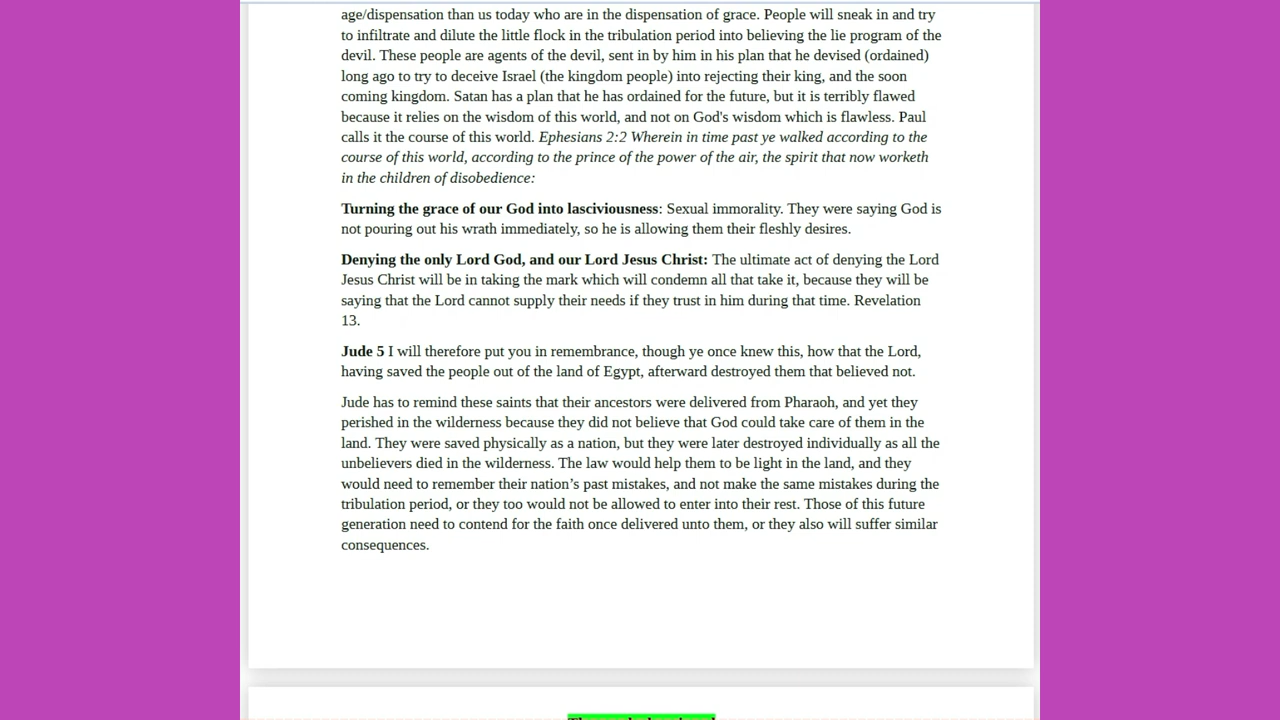 age/dispensation than us today who are in the dispensation of grace. People will sneak in and try
to infiltrate and dilute the little flock in the tribulation period into believing the lie program of the
devil. These people are agents of the devil, sent in by him in his plan that he devised (ordained)
long ago to try to deceive Israel (the kingdom people) into rejecting their king, and the soon
coming kingdom. Satan has a plan that he has ordained for the future, but it is terribly flawed
because it relies on the wisdom of this world, and not on God's wisdom which is flawless. Paul
calls it the course of this world. Ephesians 2:2 Wherein in time past ye walked according to the
course of this world, according to the prince of the power of the air, the spirit that now worketh
in the children of disobedience:
Turning the grace of our God into lasciviousness: Sexual immorality. They were saying God is
not pouring out his wrath immediately, so he is allowing them their fleshly desires.
Denying the only Lord God, and our Lord Jesus Christ: The ultimate act of denying the Lord
Jesus Christ will be in taking the mark which will condemn all that take it, because they will be
saying that the Lord cannot supply their needs if they trust in him during that time. Revelation
13.
Jude 5 I will therefore put you in remembrance, though ye once knew this, how that the Lord,
having saved the people out of the land of Egypt, afterward destroyed them that believed not.
Jude has to remind these saints that their ancestors were delivered from Pharaoh, and yet they
perished in the wilderness because they did not believe that God could take care of them in the
land. They were saved physically as a nation, but they were later destroyed individually as all the
unbelievers died in the wilderness. The law would help them to be light in the land, and they
would need to remember their nation’s past mistakes, and not make the same mistakes during the
tribulation period, or they too would not be allowed to enter into their rest. Those of this future
generation need to contend for the faith once delivered unto them, or they also will suffer similar
consequences.